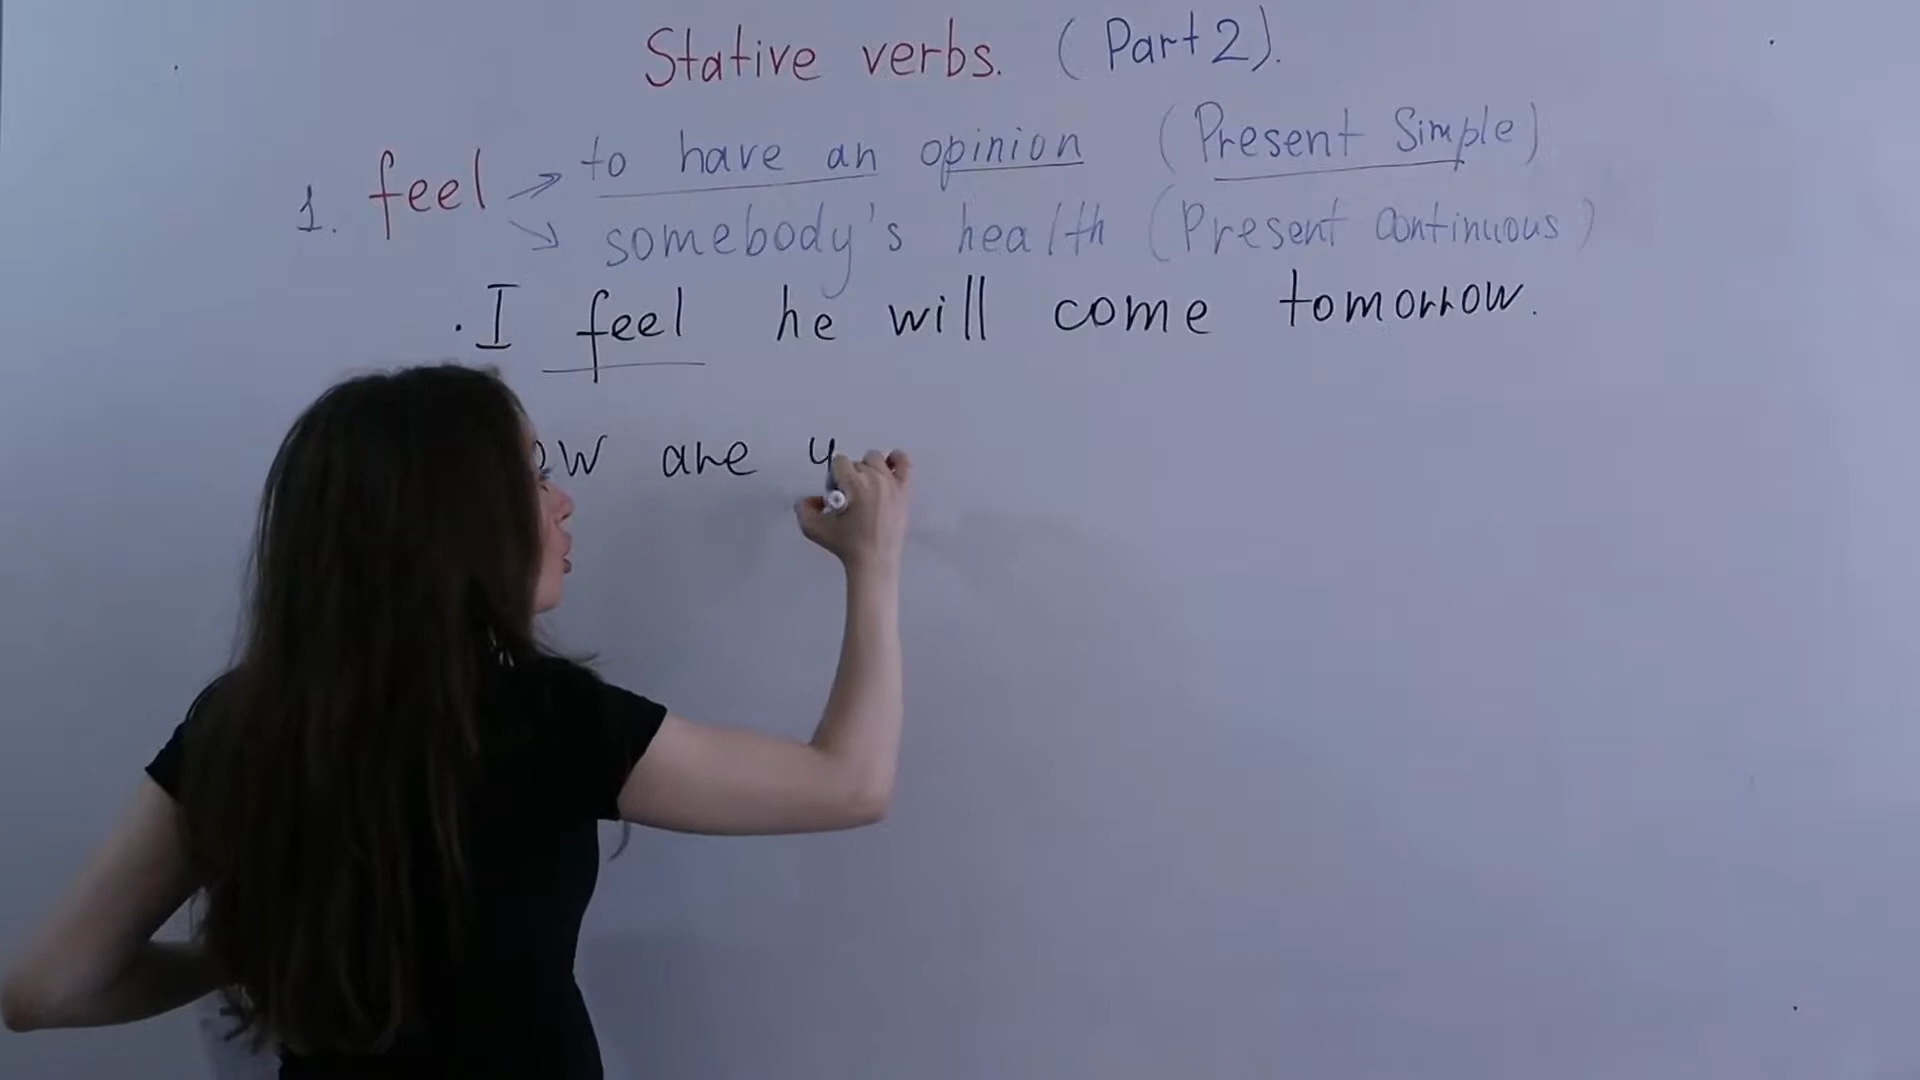 Stative verbs. (Part 2).
1. feel → to have an opinion (Present Simple)
↘ somebody's health (Present Continuous)
. I feel he will come tomorrow.
ow are y